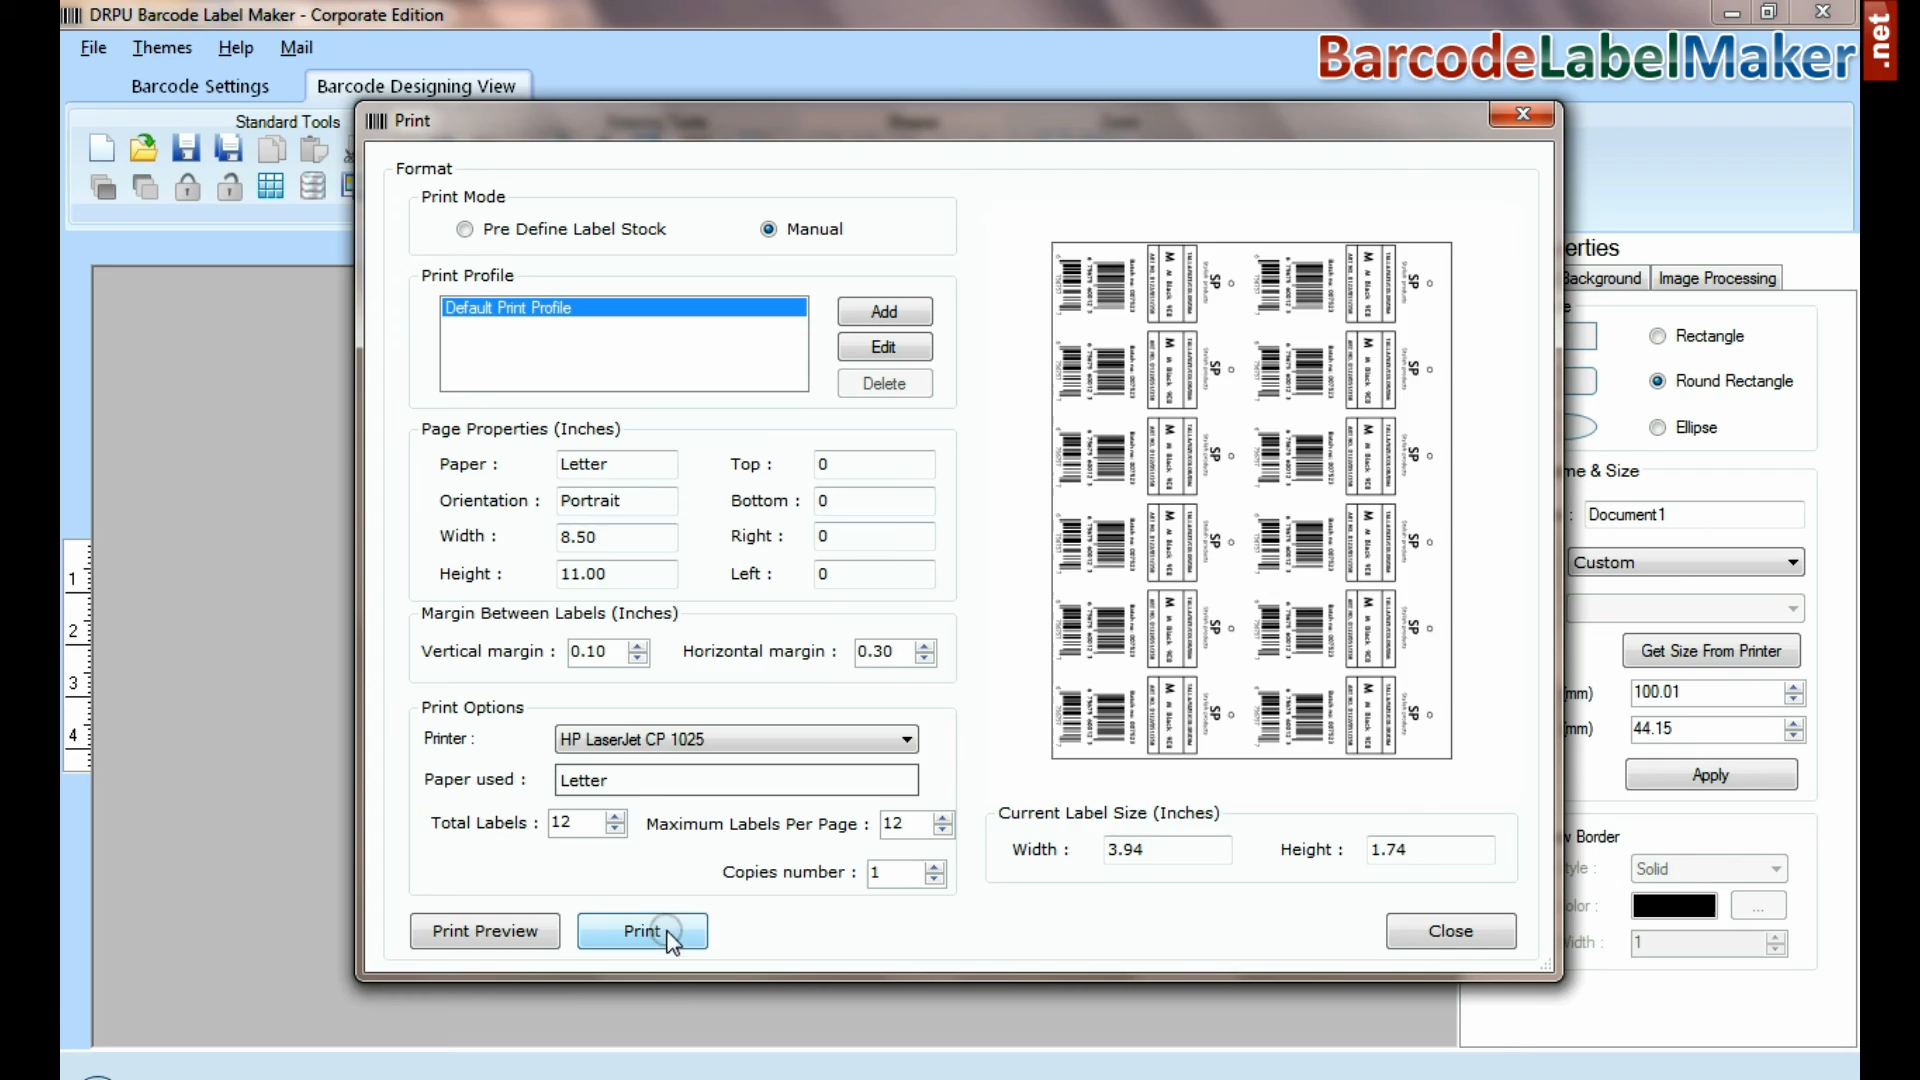 DRPU Barcode Label Maker - Corporate Edition
.net
File Themes Help Mail
BarcodeLabelMaker
Barcode Settings Barcode Designing View
Standard Tools
Print
Format
Print Mode
Pre Define Label Stock Manual
Print Profile
Default Print Profile
Add
Edit
Delete
Page Properties (Inches)
Paper : Letter Top : 0
Orientation : Portrait Bottom : 0
Width : 8.50 Right : 0
Height : 11.00 Left : 0
Margin Between Labels (Inches)
Vertical margin : 0.10 Horizontal margin : 0.30
Print Options
Printer : HP LaserJet CP 1025
Paper used : Letter
Total Labels : 12 Maximum Labels Per Page : 12
Copies number : 1
Print Preview Print Close
Current Label Size (Inches)
Width : 3.94 Height : 1.74
erties
Background Image Processing
Rectangle
Round Rectangle
Ellipse
me & Size
: Document1
Custom
Get Size From Printer
(mm) 100.01
(mm) 44.15
Apply
w Border
tyle : Solid
olor : ...
Width : 1
1
2
3
4